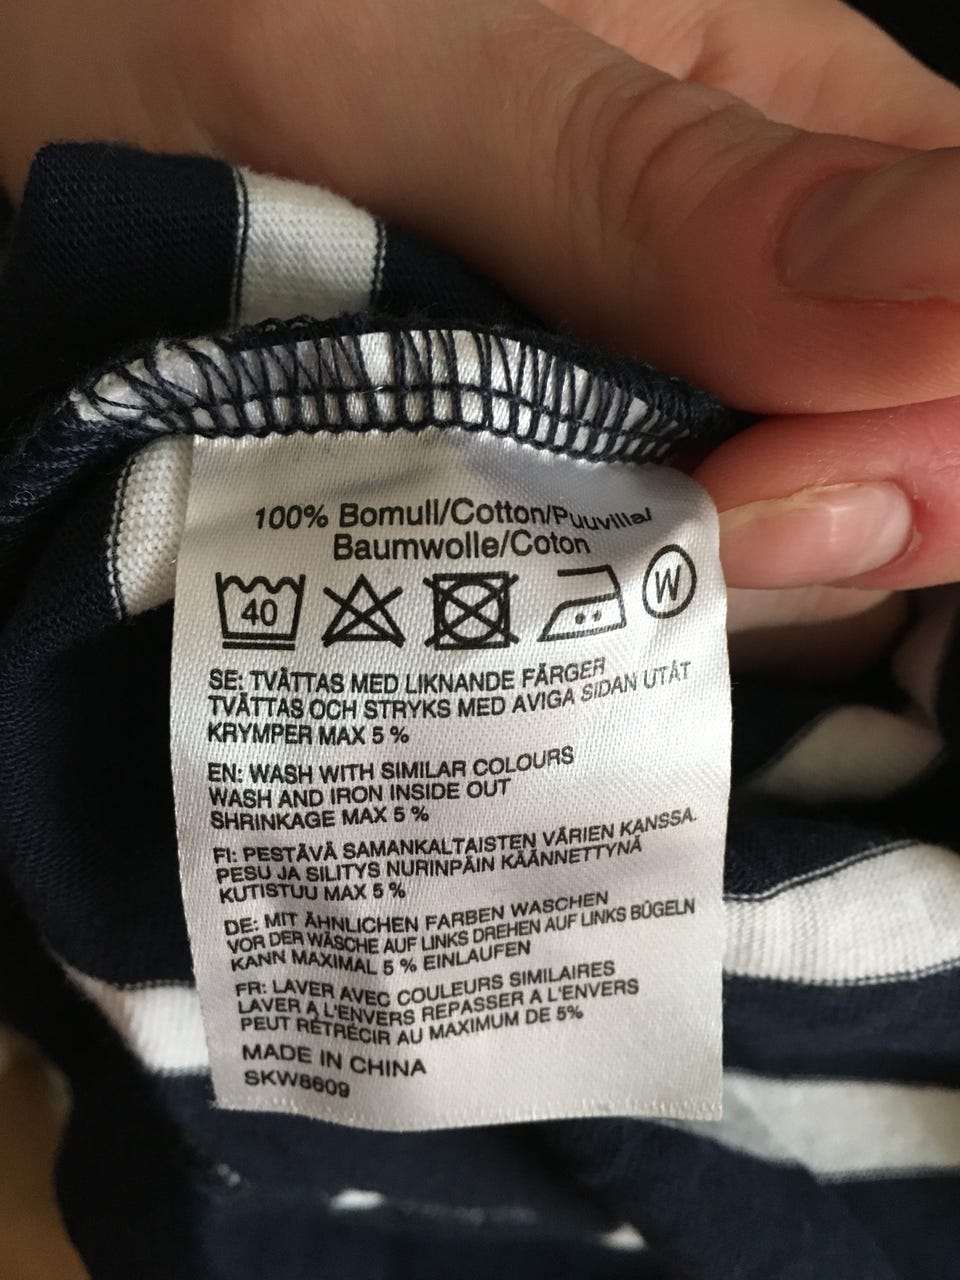 100% Bomull/Cotton/Puuvilla/
Baumwolle/Coton
40
W
SE: TVÄTTAS MED LIKNANDE FÄRGER
TVÄTTAS OCH STRYKS MED AVIGA SIDAN UTÅT
KRYMPER MAX 5 %
EN: WASH WITH SIMILAR COLOURS
WASH AND IRON INSIDE OUT
SHRINKAGE MAX 5 %
FI: PESTÄVÄ SAMANKALTAISTEN VÄRIEN KANSSA.
PESU JA SILITYS NURINPÄIN KÄÄNNETTYNÄ
KUTISTUU MAX 5 %
DE: MIT ÄHNLICHEN FARBEN WASCHEN
VOR DER WÄSCHE AUF LINKS DREHEN AUF LINKS BÜGELN
KANN MAXIMAL 5 % EINLAUFEN
FR: LAVER AVEC COULEURS SIMILAIRES
LAVER A L'ENVERS REPASSER A L'ENVERS
PEUT RÉTRÉCIR AU MAXIMUM DE 5%
MADE IN CHINA
SKW8609